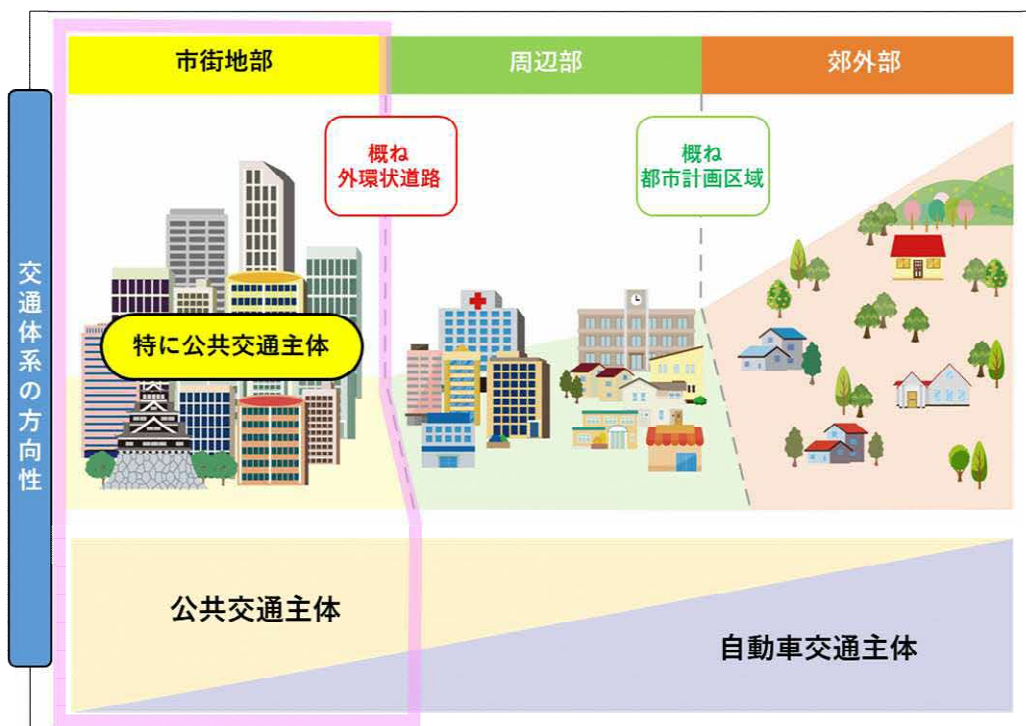 市街地部
周辺部
郊外部
概ね
外環状道路
概ね
都市計画区域
交通体系の方向性
特に公共交通主体
公共交通主体
自動車交通主体